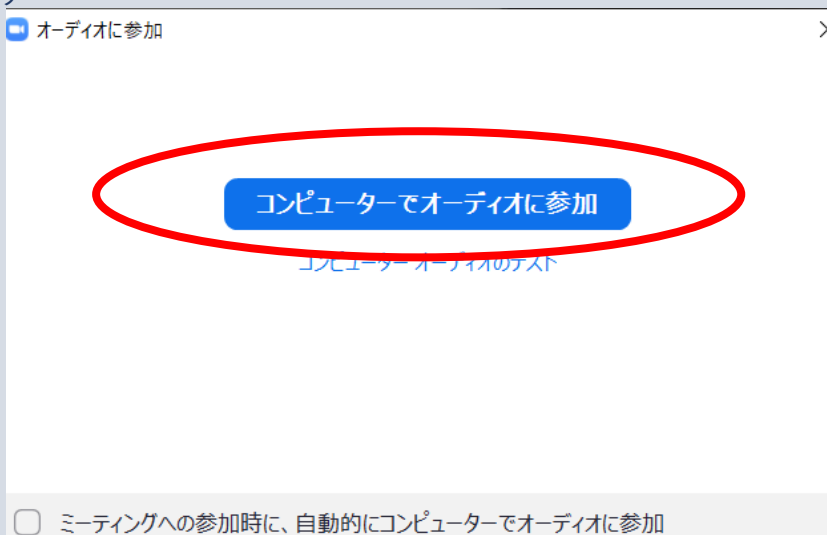 オーディオに参加
コンピューターでオーディオに参加
コンピューター オーディオのテスト
ミーティングへの参加時に、自動的にコンピューターでオーディオに参加